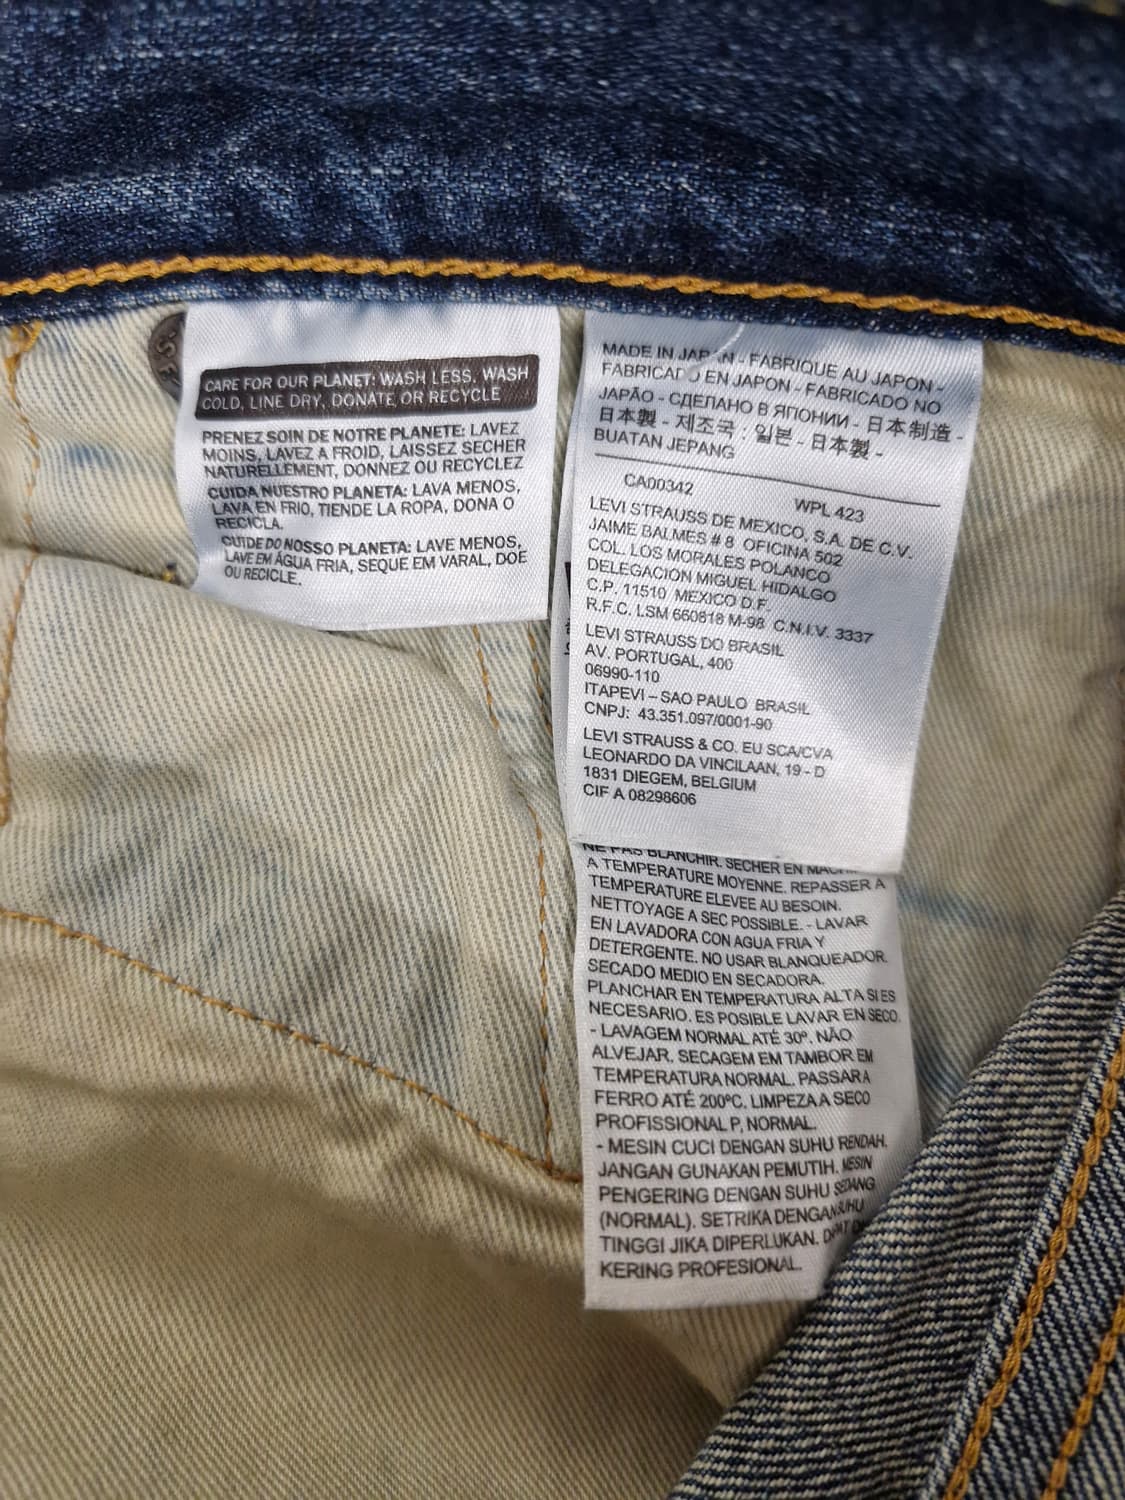 CARE FOR OUR PLANET: WASH LESS, WASH
COLD, LINE DRY, DONATE OR RECYCLE
PRENEZ SOIN DE NOTRE PLANETE: LAVEZ
MOINS, LAVEZ A FROID, LAISSEZ SECHER
NATURELLEMENT, DONNEZ OU RECYCLEZ
CUIDA NUESTRO PLANETA: LAVA MENOS,
LAVA EN FRIO, TIENDE LA ROPA, DONA O
RECICLA.
CUIDE DO NOSSO PLANETA: LAVE MENOS,
LAVE EM ÁGUA FRIA, SEQUE EM VARAL, DOE
OU RECICLE.
MADE IN JAPAN - FABRIQUE AU JAPON -
FABRICADO EN JAPON - FABRICADO NO
JAPÃO - СДЕЛАНО В ЯПОНИИ - 日本制造 -
日本製 - 제조국 : 일본 - 日本製 -
BUATAN JEPANG
CA00342 WPL 423
LEVI STRAUSS DE MEXICO, S.A. DE C.V.
JAIME BALMES # 8 OFICINA 502
COL. LOS MORALES POLANCO
DELEGACION MIGUEL HIDALGO
C.P. 11510 MEXICO D.F.
R.F.C. LSM 660818 M-98 C.N.I.V. 3337
LEVI STRAUSS DO BRASIL
AV. PORTUGAL, 400
06990-110
ITAPEVI – SAO PAULO BRASIL
CNPJ: 43.351.097/0001-90
LEVI STRAUSS & CO. EU SCA/CVA
LEONARDO DA VINCILAAN, 19 - D
1831 DIEGEM, BELGIUM
CIF A 08298606
NE PAS BLANCHIR. SECHER EN
A TEMPERATURE MOYENNE. REPASSER A
TEMPERATURE ELEVEE AU BESOIN.
NETTOYAGE A SEC POSSIBLE. - LAVAR
EN LAVADORA CON AGUA FRIA Y
DETERGENTE. NO USAR BLANQUEADOR.
SECADO MEDIO EN SECADORA.
PLANCHAR EN TEMPERATURA ALTA SI ES
NECESARIO. ES POSIBLE LAVAR EN SECO.
- LAVAGEM NORMAL ATÉ 30º. NÃO
ALVEJAR. SECAGEM EM TAMBOR EM
TEMPERATURA NORMAL. PASSAR A
FERRO ATÉ 200ºC. LIMPEZA A SECO
PROFISSIONAL P, NORMAL.
- MESIN CUCI DENGAN SUHU RENDAH.
JANGAN GUNAKAN PEMUTIH. MESIN
PENGERING DENGAN SUHU SEDANG
(NORMAL). SETRIKA DENGAN SUHU
TINGGI JIKA DIPERLUKAN.
KERING PROFESIONAL.